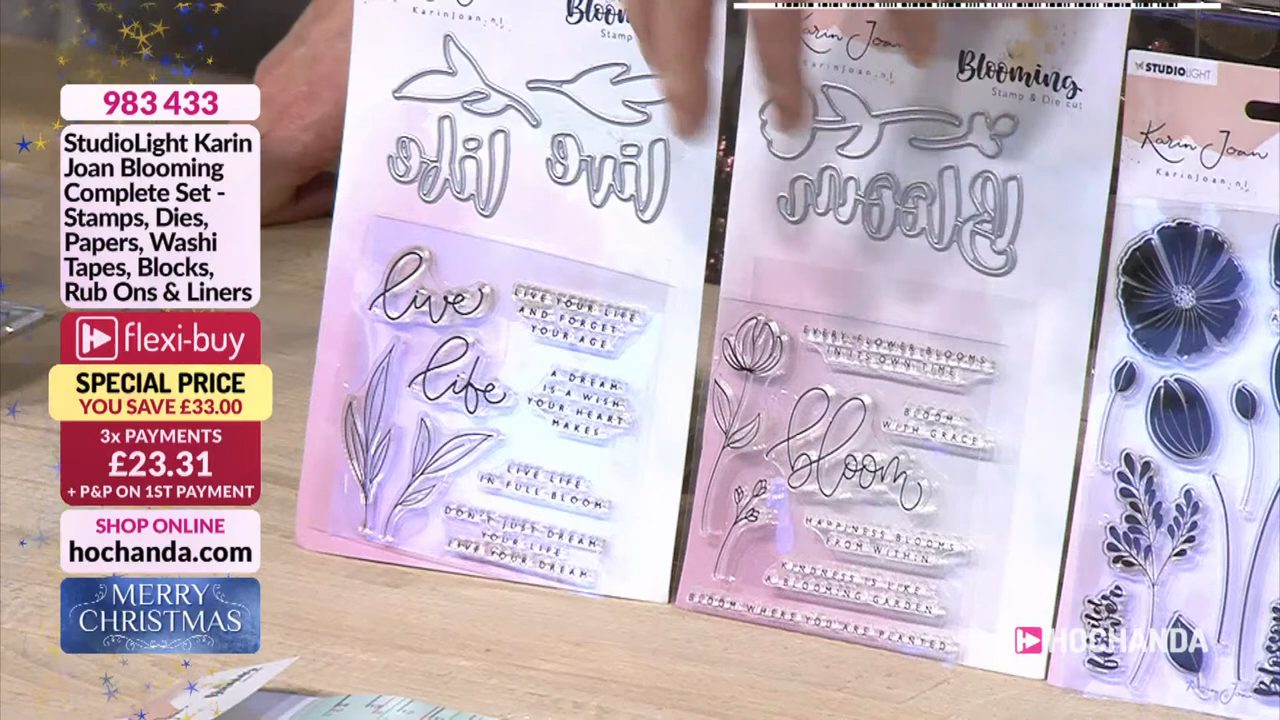 983 433
StudioLight Karin
Joan Blooming
Complete Set -
Stamps, Dies,
Papers, Washi
Tapes, Blocks,
Rub Ons & Liners
flexi-buy
SPECIAL PRICE
YOU SAVE £33.00
3x PAYMENTS
£23.31
+ P&P ON 1ST PAYMENT
SHOP ONLINE
hochanda.com
MERRY
CHRISTMAS
KarinJoan.nl
Bloom
Stamp
life
live
live
life
LIVE YOUR LIFE
AND FORGET
YOUR AGE
A DREAM
IS A WISH
YOUR HEART
MAKES
LIVE LIFE
IN FULL BLOOM
DON'T JUST DREAM
YOUR LIFE
LIVE YOUR DREAM
Karin Joan
KarinJoan.nl
Blooming
Stamp & Die cut
Bloom
EVERY FLOWER BLOOMS
IN ITS OWN TIME
BLOOM
WITH GRACE
bloom
HAPPINESS BLOOMS
FROM WITHIN
KINDNESS IS LIKE
A BLOOMING GARDEN
BLOOM WHERE YOU ARE PLANTED
STUDIOLIGHT
Karin Joan
KarinJoan.nl
HOCHANDA